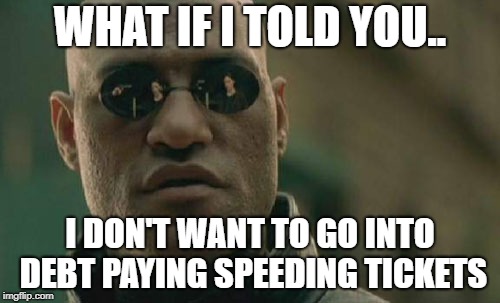 WHAT IF I TOLD YOU..
I DON'T WANT TO GO INTO
DEBT PAYING SPEEDING TICKETS
imgflip.com